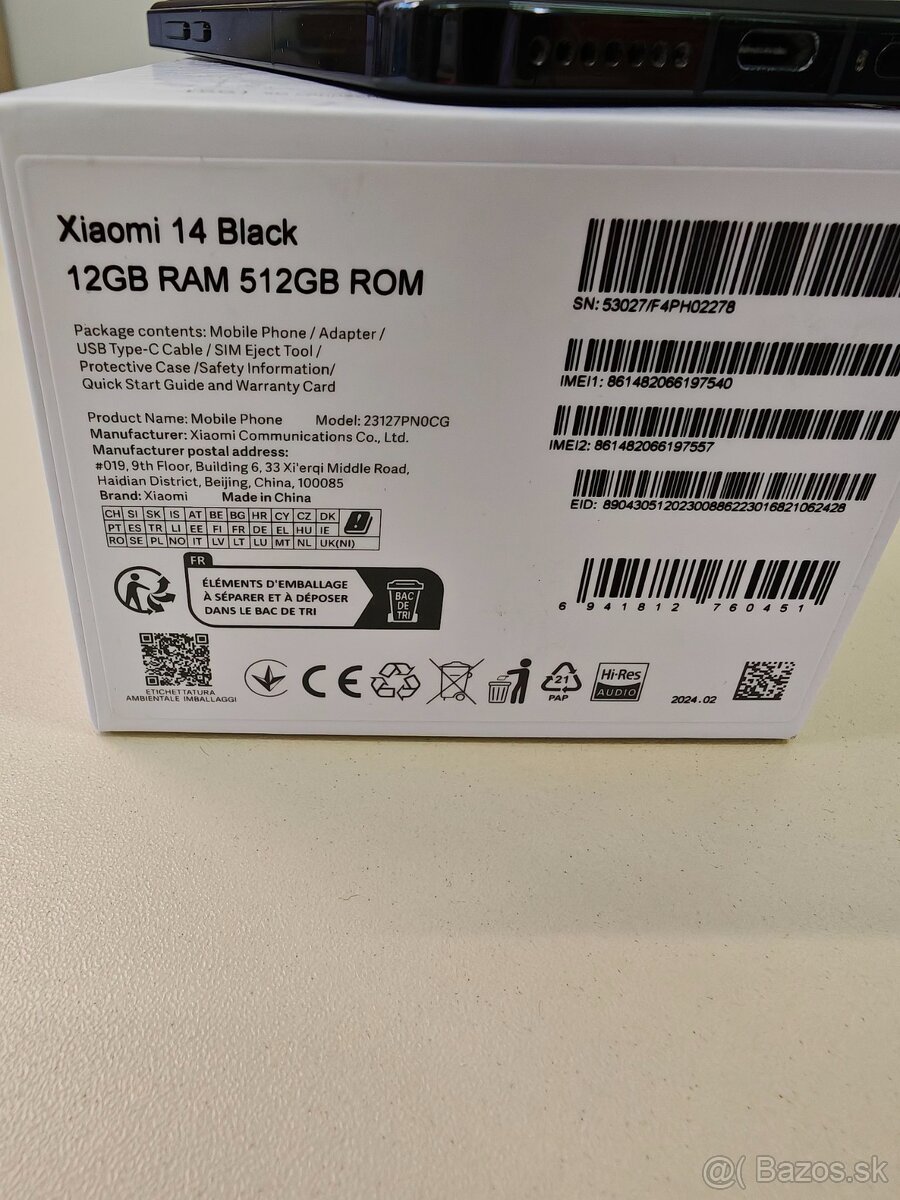 Xiaomi 14 Black
12GB RAM 512GB ROM
Package contents: Mobile Phone / Adapter /
USB Type-C Cable / SIM Eject Tool /
Protective Case /Safety Information/
Quick Start Guide and Warranty Card
Product Name: Mobile Phone Model: 23127PN0CG
Manufacturer: Xiaomi Communications Co., Ltd.
Manufacturer postal address:
#019, 9th Floor, Building 6, 33 Xi'erqi Middle Road,
Haidian District, Beijing, China, 100085
Brand: Xiaomi Made in China
CH SI SK IS AT BE BG HR CY CZ DK
PT ES TR LI EE FI FR DE EL HU IE
RO SE PL NO IT LV LT LU MT NL UK(NI)
FR
ÉLÉMENTS D'EMBALLAGE
À SÉPARER ET À DÉPOSER
DANS LE BAC DE TRI
BAC
DE
TRI
ETICHETTATURA
AMBIENTALE IMBALLAGGI
CE
21
PAP
Hi-Res
AUDIO
2024.02
SN: 53027/F4PH02278
IMEI1: 861482066197540
IMEI2: 861482066197557
EID: 89043051202300886223016821062428
6 941812 760451
@( Bazos.sk